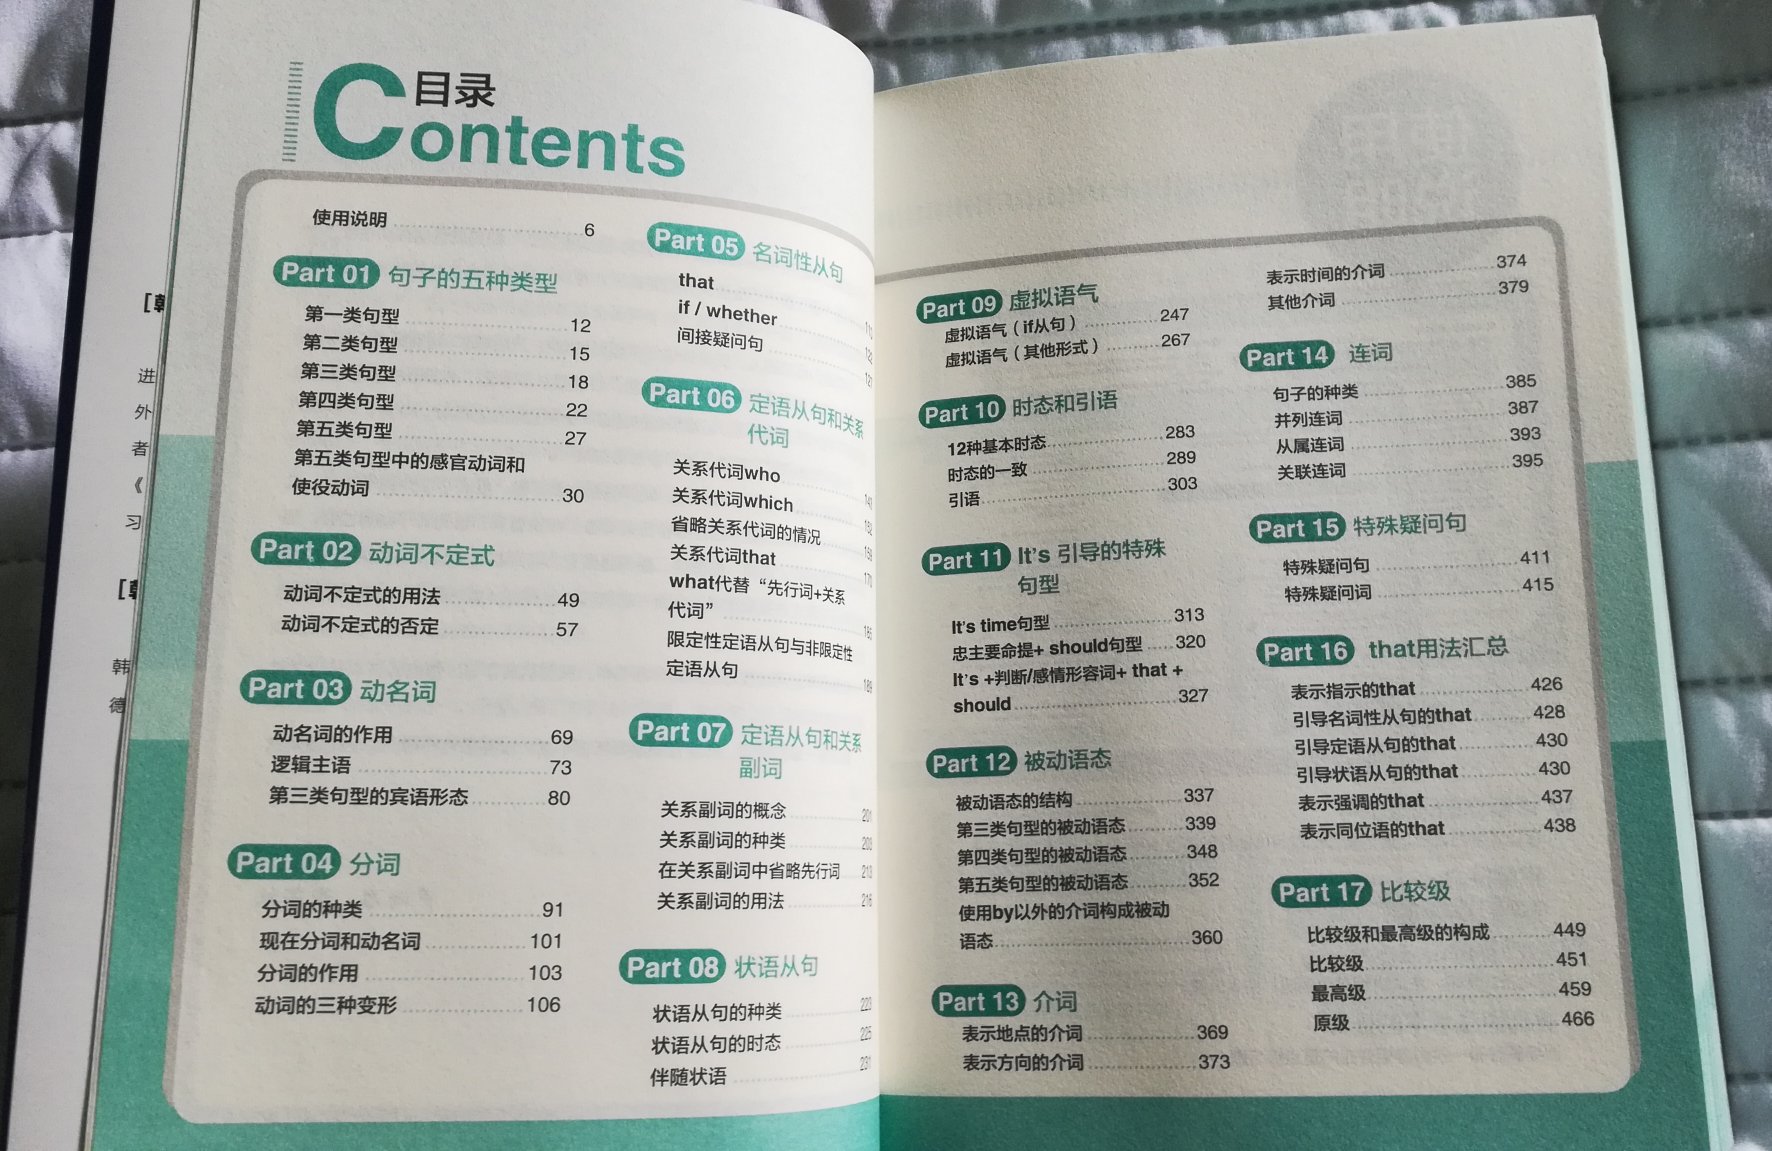 目录
Contents
使用说明 6
Part 01 句子的五种类型
第一类句型 12
第二类句型 15
第三类句型 18
第四类句型 22
第五类句型 27
第五类句型中的感官动词和
使役动词 30
Part 02 动词不定式
动词不定式的用法 49
动词不定式的否定 57
Part 03 动名词
动名词的作用 69
逻辑主语 73
第三类句型的宾语形态 80
Part 04 分词
分词的种类 91
现在分词和动名词 101
分词的作用 103
动词的三种变形 106
Part 05 名词性从句
that
if / whether
间接疑问句
Part 06 定语从句和关系
代词
关系代词who
关系代词which
省略关系代词的情况
关系代词that 170
what代替“先行词+关系
代词”
限定性定语从句与非限定性
定语从句 189
Part 07 定语从句和关系
副词
关系副词的概念 201
关系副词的种类
在关系副词中省略先行词
关系副词的用法
Part 08 状语从句
状语从句的种类 223
状语从句的时态 225
伴随状语 231
Part 09 虚拟语气
虚拟语气（if从句） 247
虚拟语气（其他形式） 267
Part 10 时态和引语
12种基本时态 283
时态的一致 289
引语 303
Part 11 It’s 引导的特殊
句型
It’s time句型 313
忠主要命提+ should句型 320
It’s +判断/感情形容词+ that +
should 327
Part 12 被动语态
被动语态的结构 337
第三类句型的被动语态 339
第四类句型的被动语态 348
第五类句型的被动语态 352
使用by以外的介词构成被动
语态 360
Part 13 介词
表示地点的介词 369
表示方向的介词 373
表示时间的介词 374
其他介词 379
Part 14 连词
句子的种类 385
并列连词 387
从属连词 393
关联连词 395
Part 15 特殊疑问句
特殊疑问句 411
特殊疑问词 415
Part 16 that用法汇总
表示指示的that 426
引导名词性从句的that 428
引导定语从句的that 430
引导状语从句的that 430
表示强调的that 437
表示同位语的that 438
Part 17 比较级
比较级和最高级的构成 449
比较级 451
最高级 459
原级 466
进
外
者
《
习
韩
德